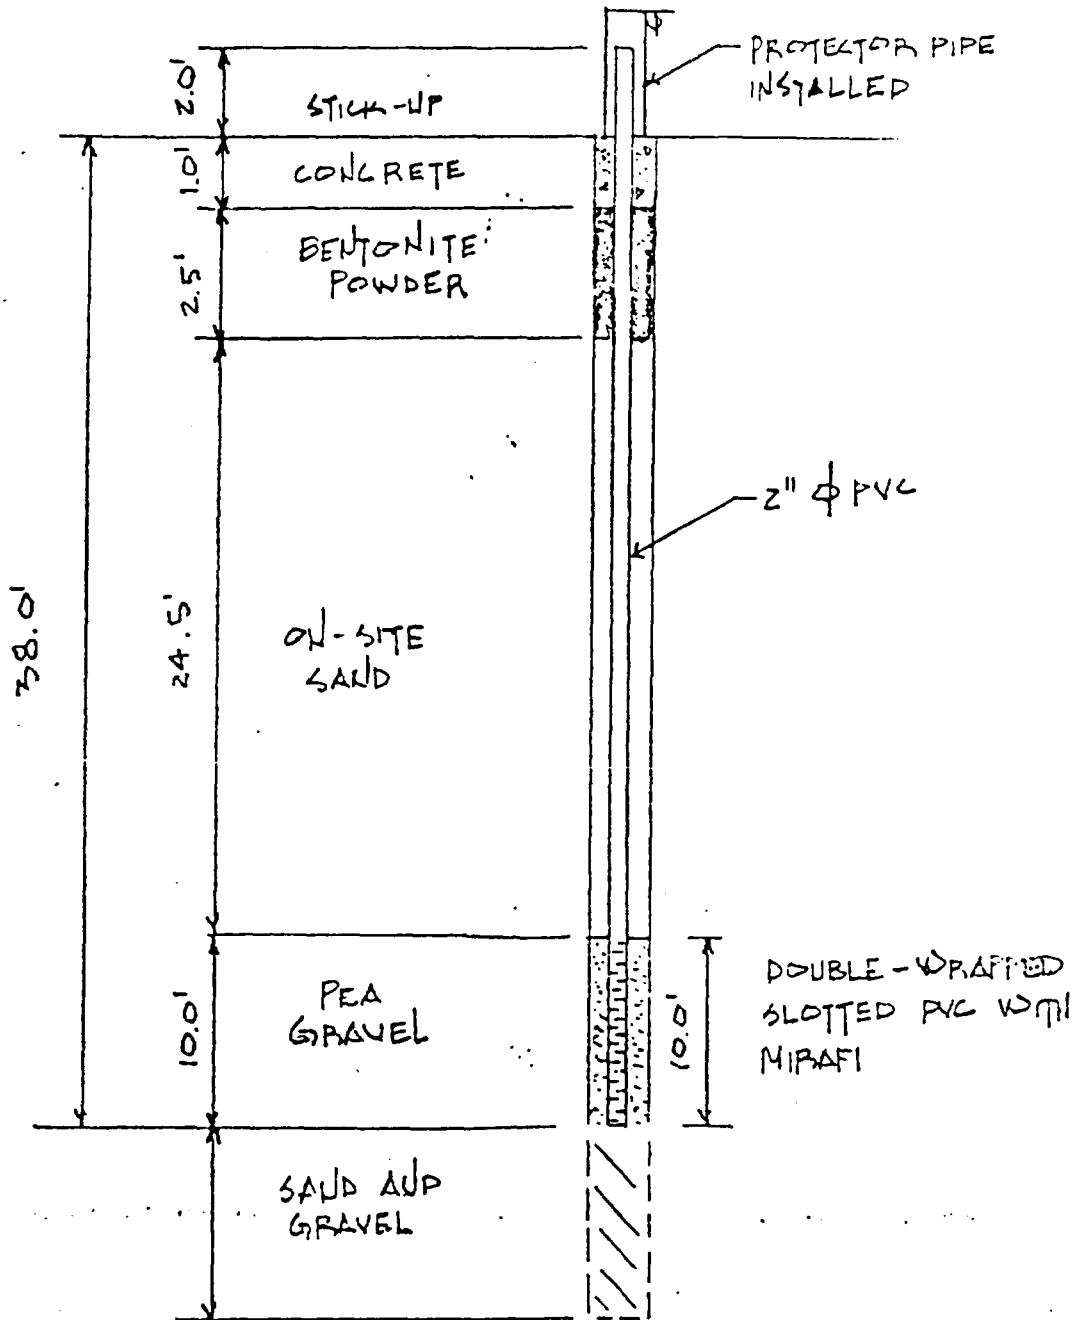 2.0'
STICK-UP
PROTECTOR PIPE
INSTALLED
1.0'
CONCRETE
2.5'
BENTONITE
POWDER
2" ϕ PVC
38.0'
24.5'
ON-SITE
SAND
10.0'
PEA
GRAVEL
10.0'
DOUBLE-WRAPPED
SLOTTED PVC WITH
MIRAFI
SAND AND
GRAVEL